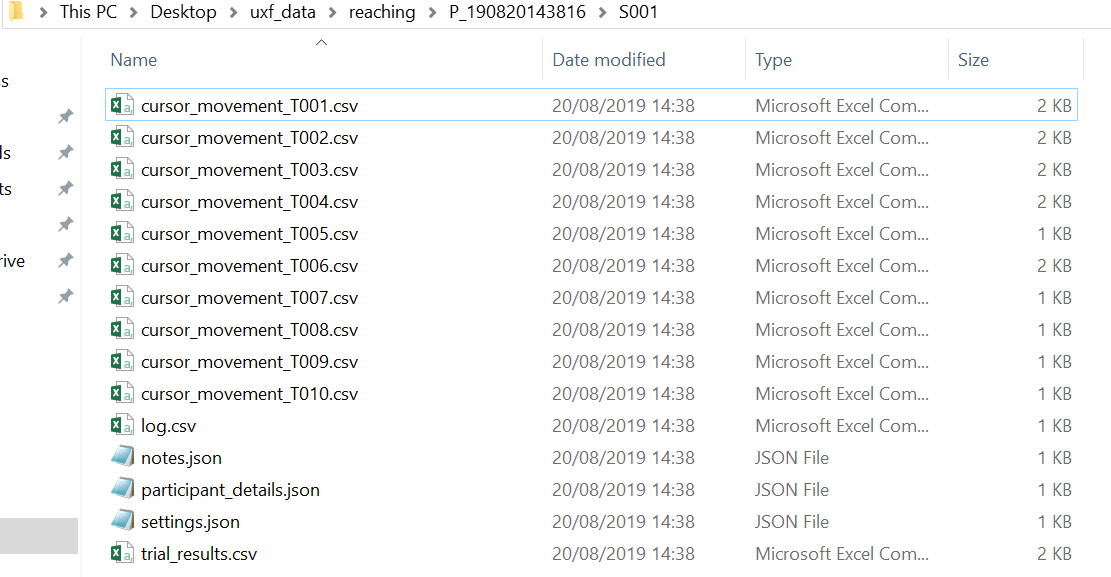 This PC > Desktop > uxf_data > reaching > P_190820143816 > S001
Name Date modified Type Size
s
cursor_movement_T001.csv 20/08/2019 14:38 Microsoft Excel Com... 2 KB
cursor_movement_T002.csv 20/08/2019 14:38 Microsoft Excel Com... 2 KB
ls
cursor_movement_T003.csv 20/08/2019 14:38 Microsoft Excel Com... 2 KB
ts
cursor_movement_T004.csv 20/08/2019 14:38 Microsoft Excel Com... 2 KB
cursor_movement_T005.csv 20/08/2019 14:38 Microsoft Excel Com... 1 KB
rive
cursor_movement_T006.csv 20/08/2019 14:38 Microsoft Excel Com... 2 KB
cursor_movement_T007.csv 20/08/2019 14:38 Microsoft Excel Com... 1 KB
cursor_movement_T008.csv 20/08/2019 14:38 Microsoft Excel Com... 1 KB
cursor_movement_T009.csv 20/08/2019 14:38 Microsoft Excel Com... 1 KB
cursor_movement_T010.csv 20/08/2019 14:38 Microsoft Excel Com... 1 KB
log.csv 20/08/2019 14:38 Microsoft Excel Com... 1 KB
notes.json 20/08/2019 14:38 JSON File 1 KB
participant_details.json 20/08/2019 14:38 JSON File 1 KB
settings.json 20/08/2019 14:38 JSON File 1 KB
trial_results.csv 20/08/2019 14:38 Microsoft Excel Com... 2 KB